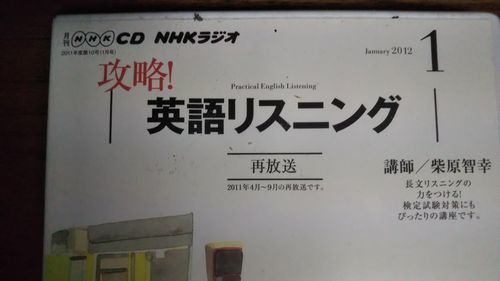 月刊 NHK CD NHKラジオ
2011年度第10号(1月号)
January 2012
1
攻略!
Practical English Listening
英語リスニング
再放送
2011年4月~9月の再放送です。
講師/柴原智幸
長文リスニングの
力をつける!
検定試験対策にも
ぴったりの講座です。